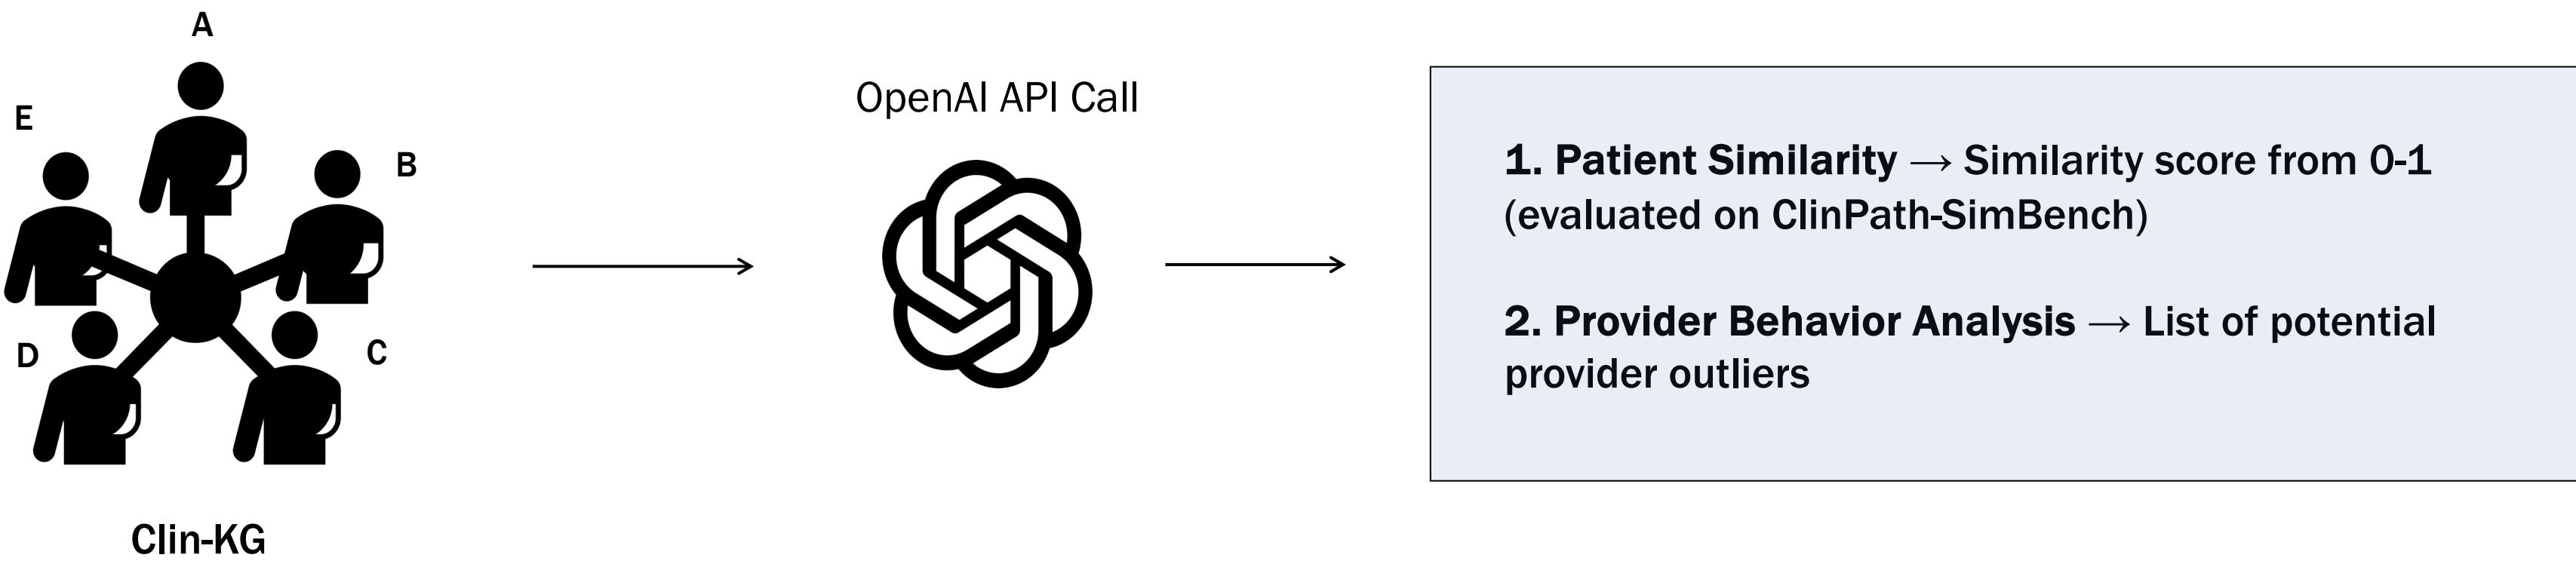 A
E
B
D
C
Clin-KG
OpenAI API Call
1. Patient Similarity → Similarity score from 0-1
(evaluated on ClinPath-SimBench)
2. Provider Behavior Analysis → List of potential
provider outliers